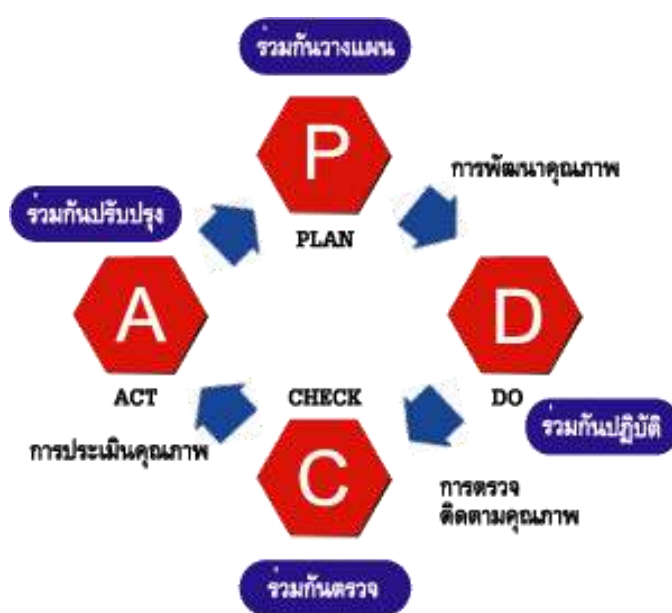 ร่วมกันวางแผน
P
PLAN
การพัฒนาคุณภาพ
D
DO
ร่วมกันปฏิบัติ
การตรวจ
ติดตามคุณภาพ
CHECK
C
ร่วมกันตรวจ
การประเมินคุณภาพ
A
ACT
ร่วมกันปรับปรุง